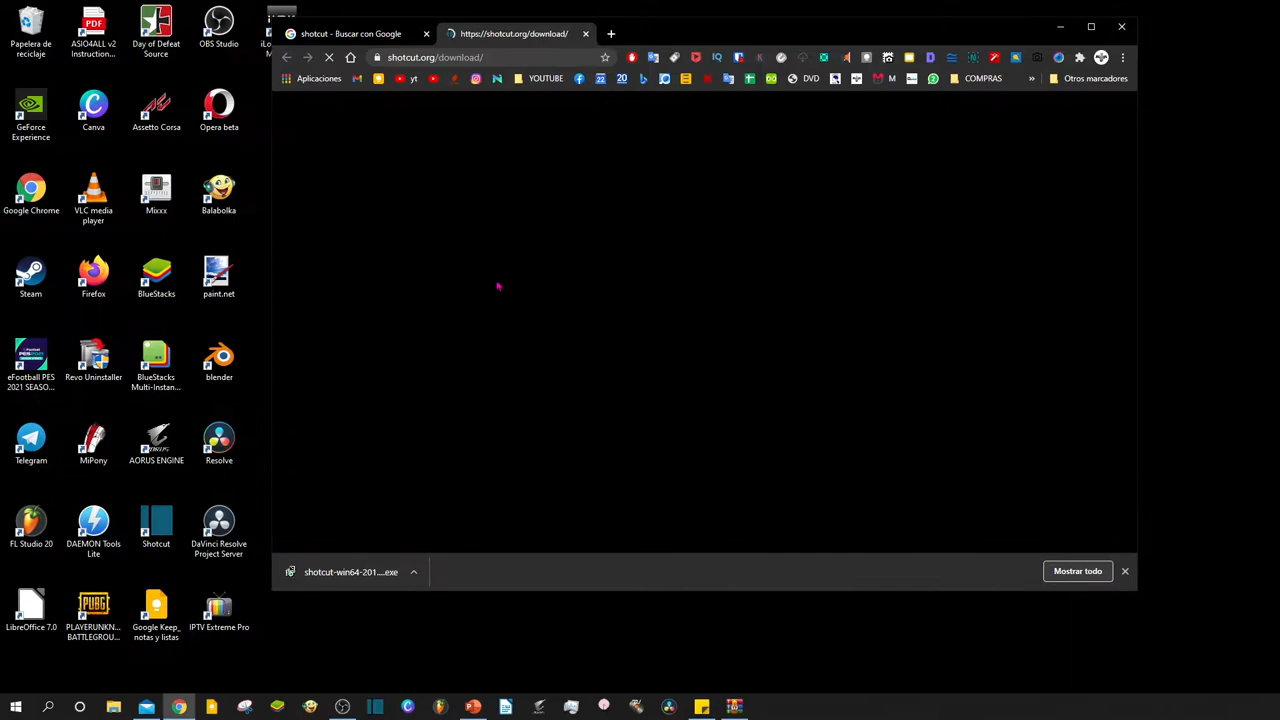 shotcut - Buscar con Google
https://shotcut.org/download/
shotcut.org/download/
Aplicaciones
yt
yt
YOUTUBE
DVD
M
COMPRAS
»
Otros marcadores
Papelera de reciclaje
ASIO4ALL v2 Instruction...
Day of Defeat Source
OBS Studio
GeForce Experience
Canva
Assetto Corsa
Opera beta
Google Chrome
VLC media player
Mixxx
Balabolka
Steam
Firefox
BlueStacks
paint.net
eFootball PES 2021 SEASO...
Revo Uninstaller
BlueStacks Multi-Instan...
blender
Telegram
MiPony
AORUS ENGINE
Resolve
FL Studio 20
DAEMON Tools Lite
Shotcut
DaVinci Resolve Project Server
LibreOffice 7.0
PLAYERUNKN... BATTLEGROU...
Google Keep_ notas y listas
IPTV Extreme Pro
shotcut-win64-201....exe
Mostrar todo